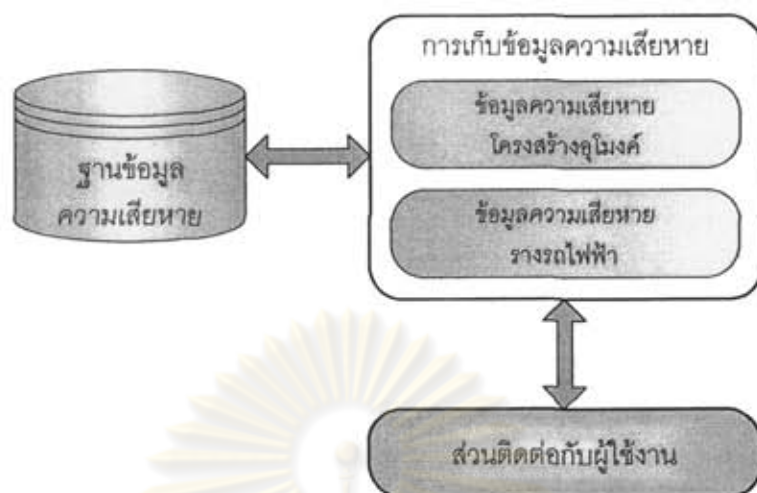 การเก็บข้อมูลความเสียหาย
ข้อมูลความเสียหาย
โครงสร้างอุโมงค์
ฐานข้อมูล
ความเสียหาย
ข้อมูลความเสียหาย
รางรถไฟฟ้า
ส่วนติดต่อกับผู้ใช้งาน